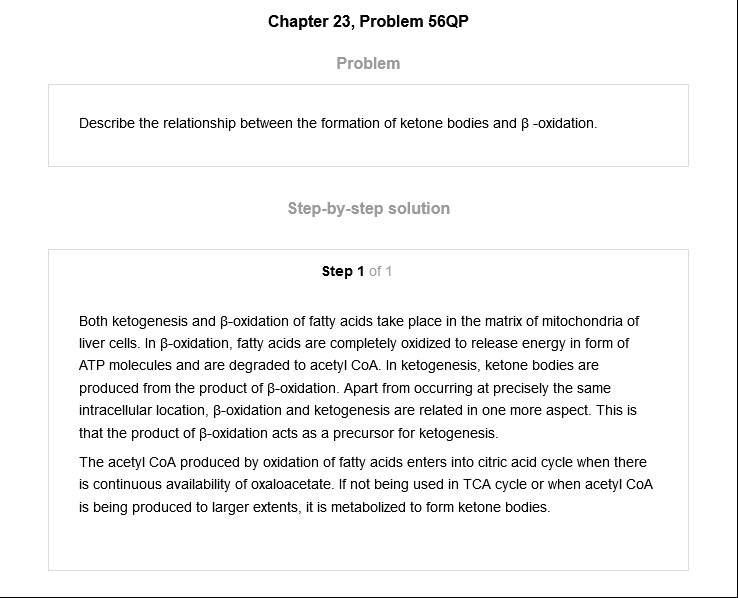 Chapter 23, Problem 56QP
Problem
Describe the relationship between the formation of ketone bodies and β -oxidation.
Step-by-step solution
Step 1 of 1
Both ketogenesis and β-oxidation of fatty acids take place in the matrix of mitochondria of
liver cells. In β-oxidation, fatty acids are completely oxidized to release energy in form of
ATP molecules and are degraded to acetyl CoA. In ketogenesis, ketone bodies are
produced from the product of β-oxidation. Apart from occurring at precisely the same
intracellular location, β-oxidation and ketogenesis are related in one more aspect. This is
that the product of β-oxidation acts as a precursor for ketogenesis.
The acetyl CoA produced by oxidation of fatty acids enters into citric acid cycle when there
is continuous availability of oxaloacetate. If not being used in TCA cycle or when acetyl CoA
is being produced to larger extents, it is metabolized to form ketone bodies.